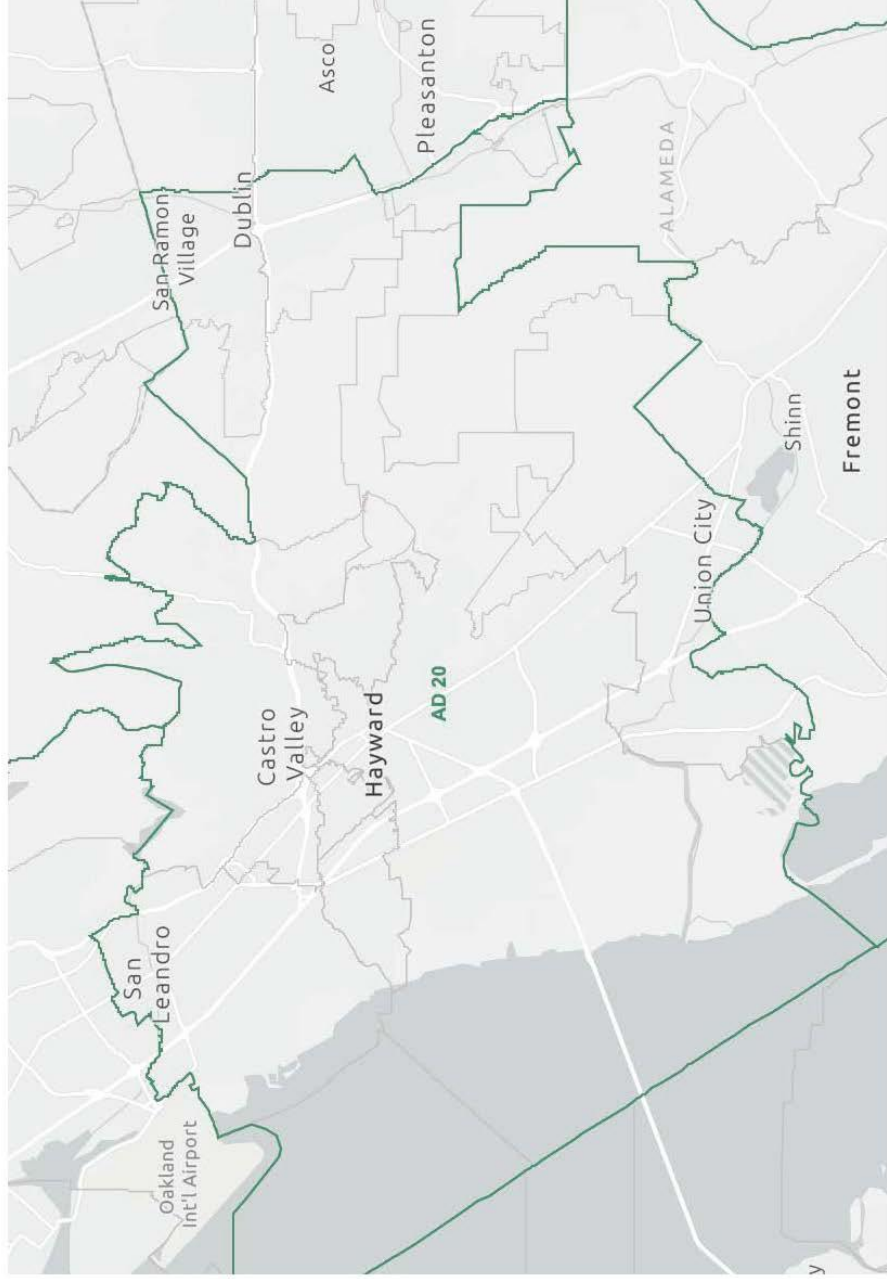 San Ramon
Village
Dublin
Asco
Pleasanton
ALAMEDA
Castro
Valley
Hayward
AD 20
San
Leandro
Oakland
Int'l Airport
Union City
Shinn
Fremont
y